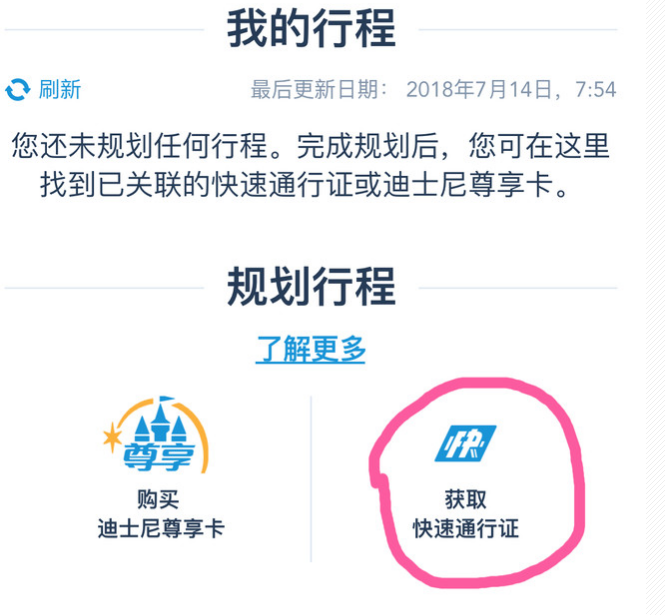 我的行程
刷新
最后更新日期： 2018年7月14日，7:54
您还未规划任何行程。完成规划后，您可在这里
找到已关联的快速通行证或迪士尼尊享卡。
规划行程
了解更多
尊享
购买
迪士尼尊享卡
快
获取
快速通行证